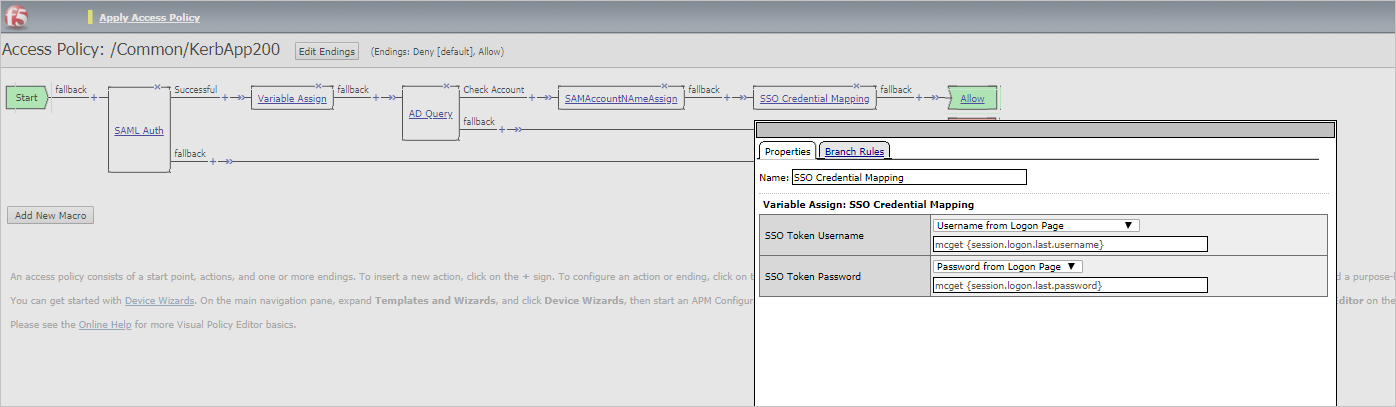 f5 Apply Access Policy
Access Policy: /Common/KerbApp200 Edit Endings (Endings: Deny [default], Allow)
Start fallback + SAML Auth Successful + Variable Assign fallback + AD Query Check Account + SAMAccountNAmeAssign fallback + SSO Credential Mapping fallback + Allow
fallback +
fallback +
Properties Branch Rules
Name: SSO Credential Mapping
Variable Assign: SSO Credential Mapping
SSO Token Username Username from Logon Page
mcget {session.logon.last.username}
SSO Token Password Password from Logon Page
mcget {session.logon.last.password}
Add New Macro
An access policy consists of a start point, actions, and one or more endings. To insert a new action, click on the + sign. To configure an action or ending, click on t d a purpose-b
You can get started with Device Wizards. On the main navigation pane, expand Templates and Wizards, and click Device Wizards, then start an APM Configur Editor on the
Please see the Online Help for more Visual Policy Editor basics.